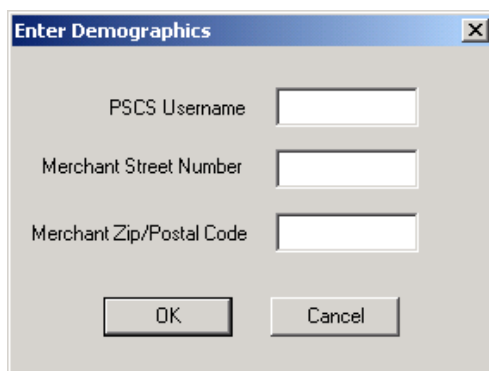 Enter Demographics
PSCS Username
Merchant Street Number
Merchant Zip/Postal Code
OK Cancel